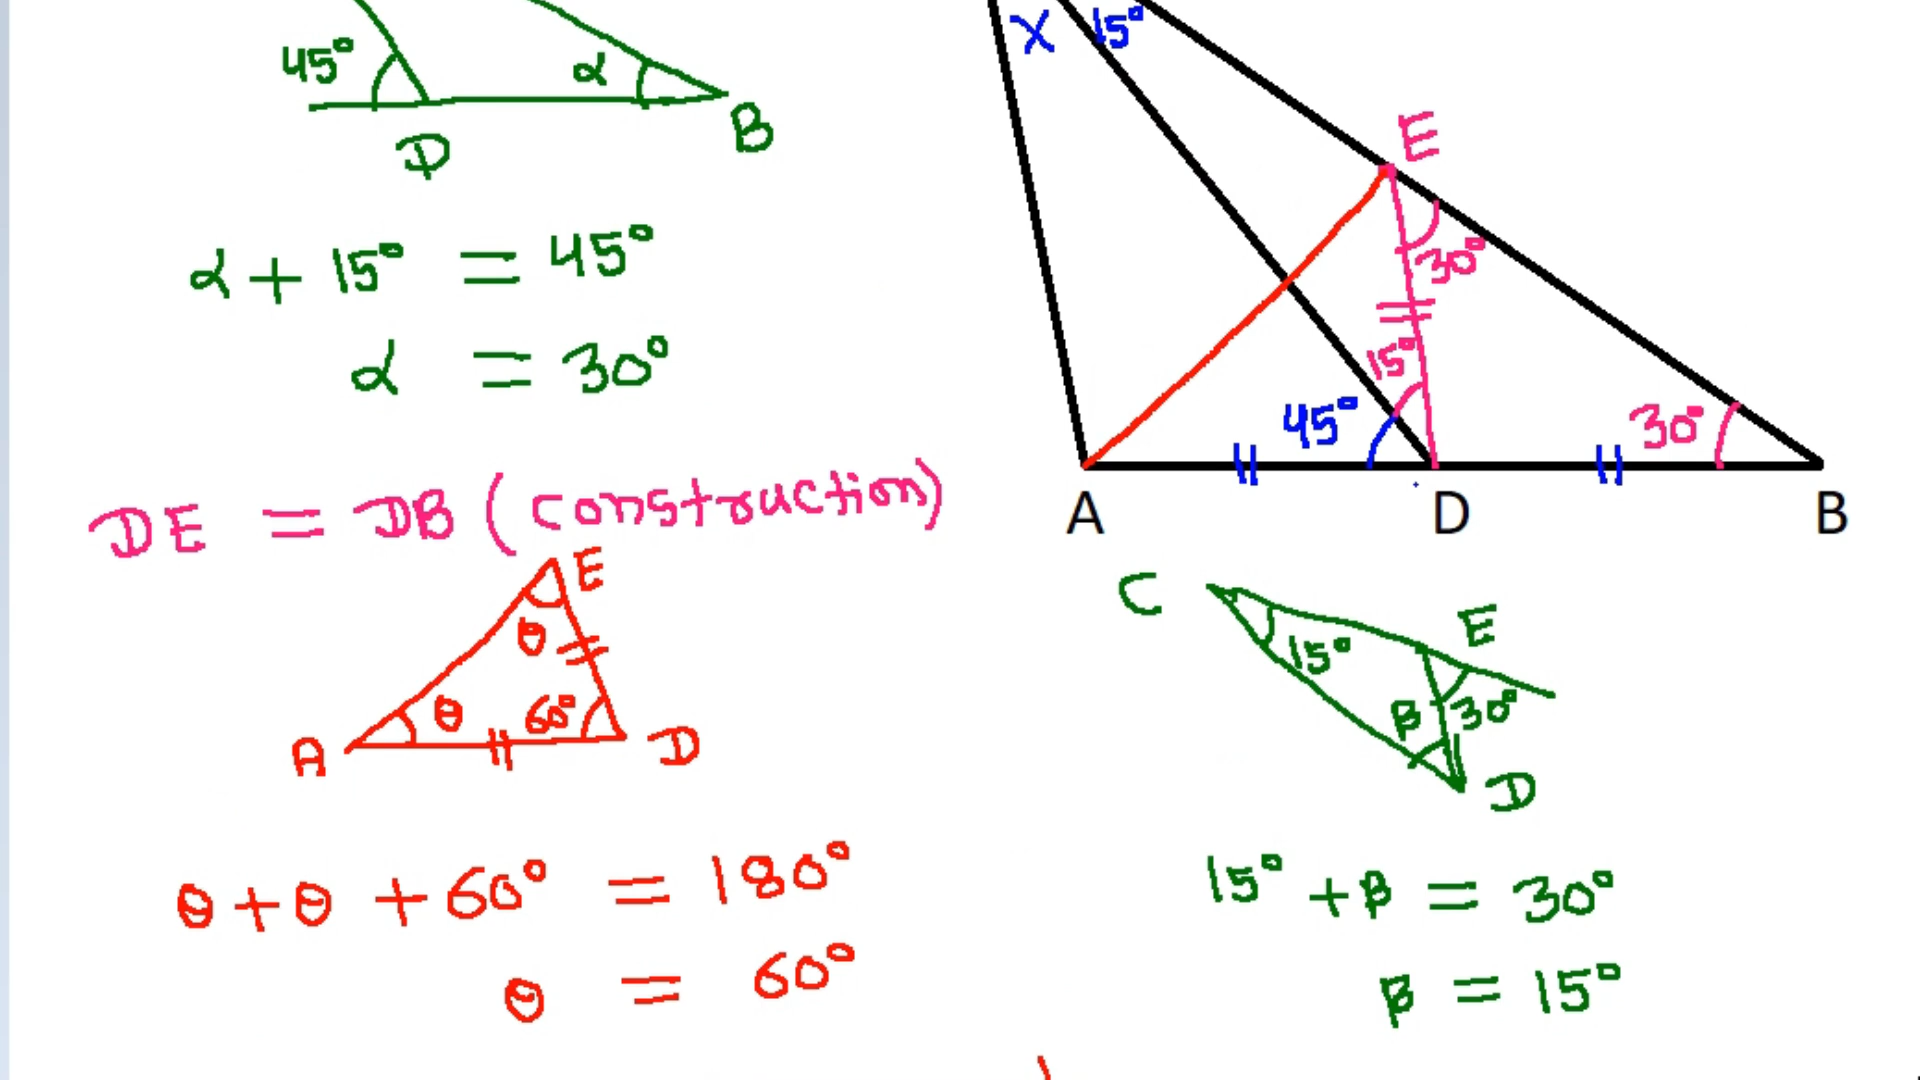 45°
α
D
B
α + 15° = 45°
α = 30°
DE = DB (construction)
E
θ
θ
60°
A
D
θ + θ + 60° = 180°
θ = 60°
X
15°
E
30°
15°
45°
30°
A
D
B
C
E
15°
β
30°
D
15° + β = 30°
β = 15°